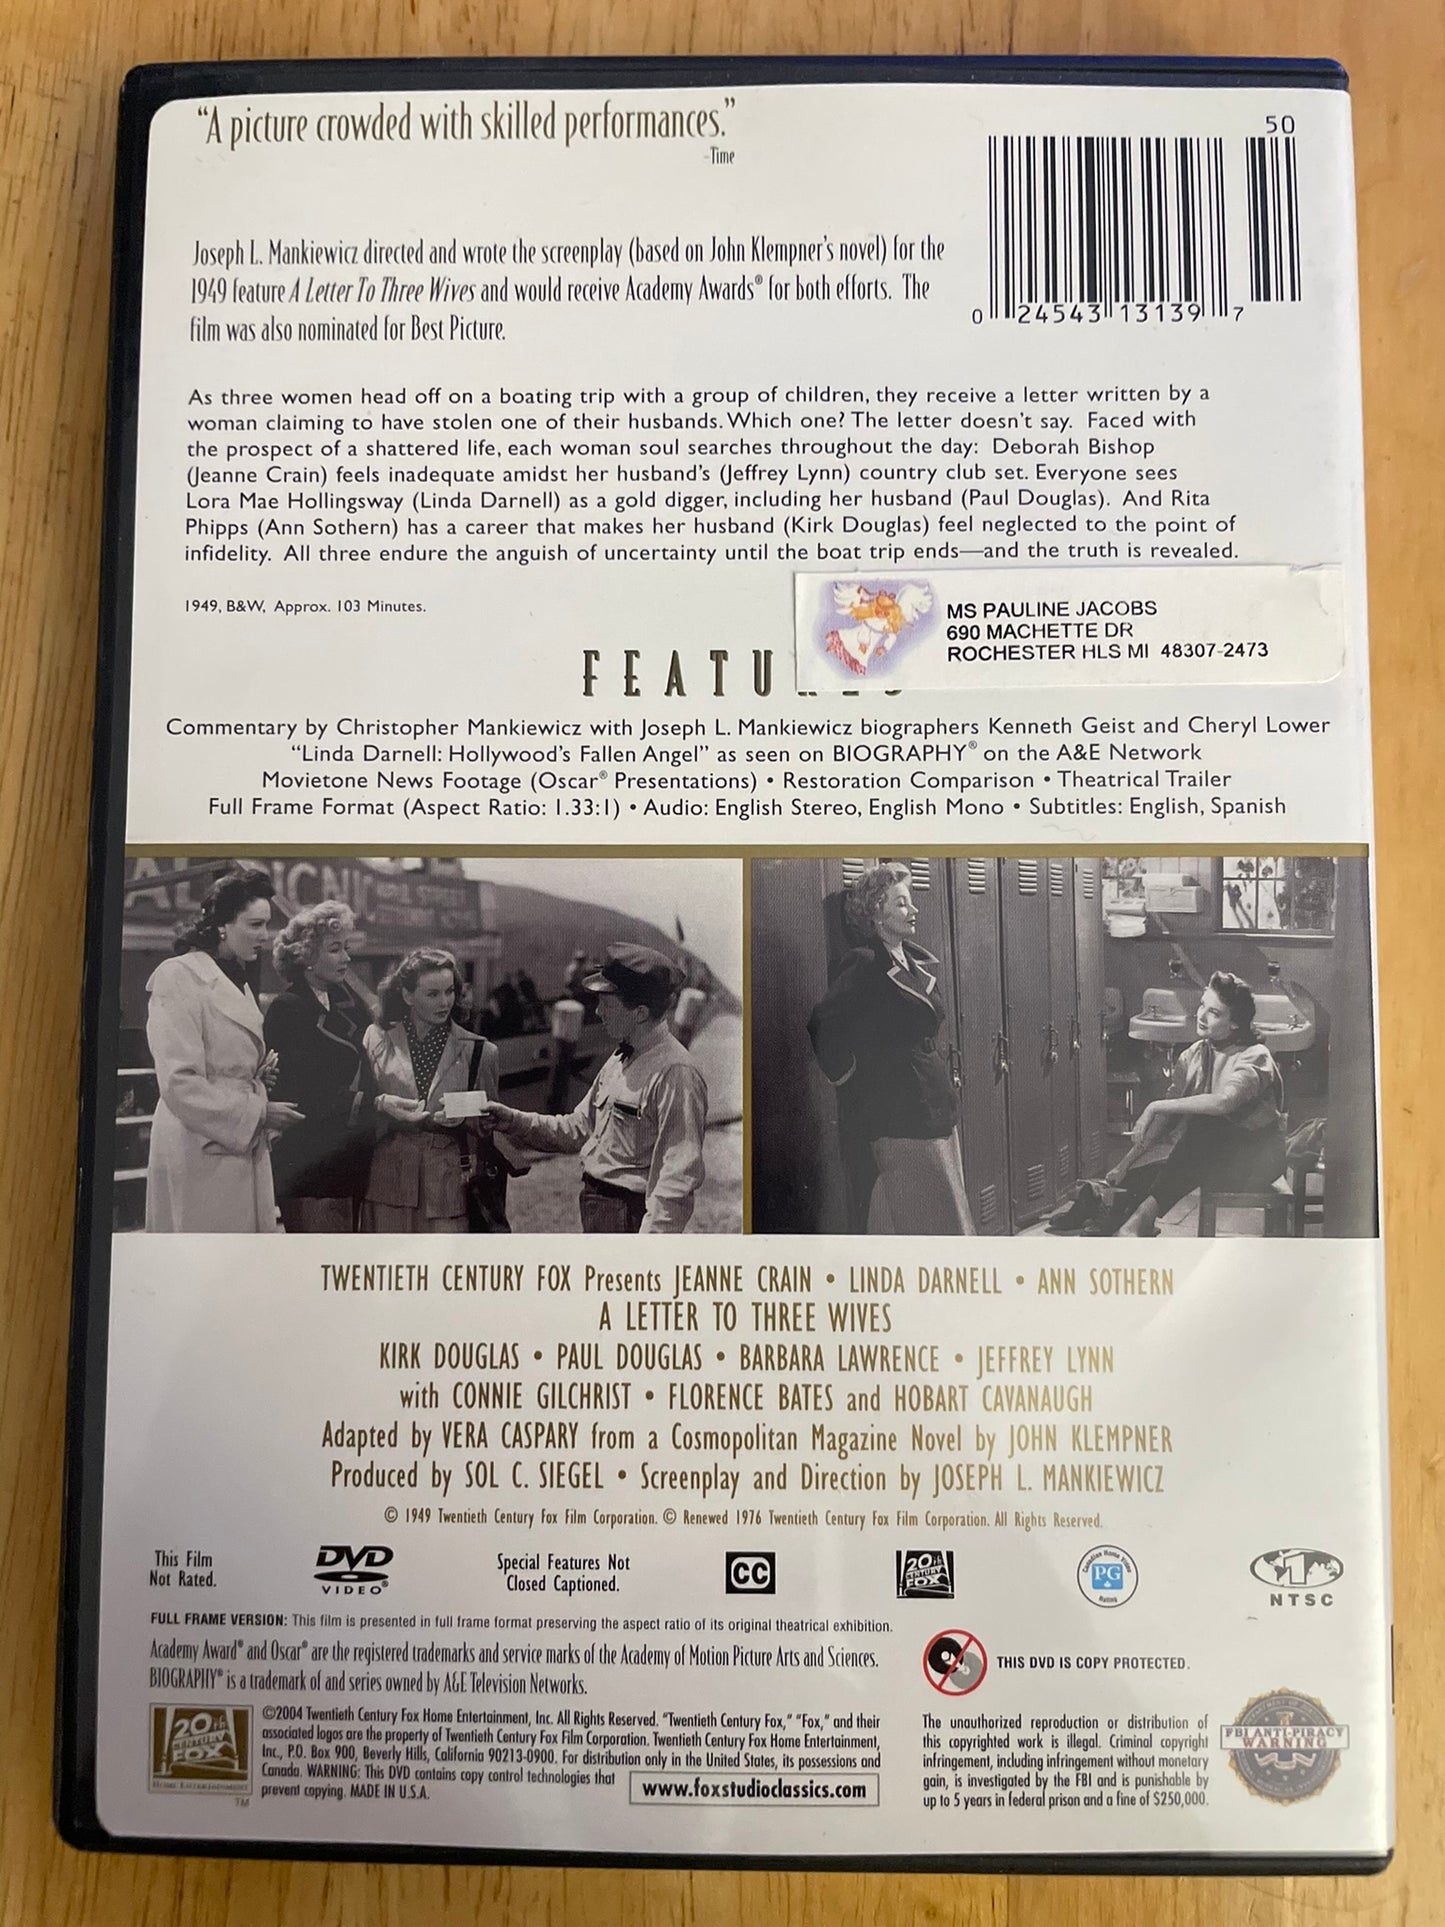 “A picture crowded with skilled performances.”
-Time
50
0 24543 13139 7
Joseph L. Mankiewicz directed and wrote the screenplay (based on John Klempner's novel) for the
1949 feature A Letter To Three Wives and would receive Academy Awards® for both efforts. The
film was also nominated for Best Picture.
As three women head off on a boating trip with a group of children, they receive a letter written by a
woman claiming to have stolen one of their husbands. Which one? The letter doesn't say. Faced with
the prospect of a shattered life, each woman soul searches throughout the day: Deborah Bishop
(Jeanne Crain) feels inadequate amidst her husband's (Jeffrey Lynn) country club set. Everyone sees
Lora Mae Hollingsway (Linda Darnell) as a gold digger, including her husband (Paul Douglas). And Rita
Phipps (Ann Sothern) has a career that makes her husband (Kirk Douglas) feel neglected to the point of
infidelity. All three endure the anguish of uncertainty until the boat trip ends—and the truth is revealed.
1949, B&W, Approx. 103 Minutes.
MS PAULINE JACOBS
690 MACHETTE DR
ROCHESTER HLS MI 48307-2473
FEATU
Commentary by Christopher Mankiewicz with Joseph L. Mankiewicz biographers Kenneth Geist and Cheryl Lower
“Linda Darnell: Hollywood's Fallen Angel” as seen on BIOGRAPHY® on the A&E Network
Movietone News Footage (Oscar® Presentations) • Restoration Comparison • Theatrical Trailer
Full Frame Format (Aspect Ratio: 1.33:1) • Audio: English Stereo, English Mono • Subtitles: English, Spanish
TWENTIETH CENTURY FOX Presents JEANNE CRAIN • LINDA DARNELL • ANN SOTHERN
A LETTER TO THREE WIVES
KIRK DOUGLAS • PAUL DOUGLAS • BARBARA LAWRENCE • JEFFREY LYNN
with CONNIE GILCHRIST • FLORENCE BATES and HOBART CAVANAUGH
Adapted by VERA CASPARY from a Cosmopolitan Magazine Novel by JOHN KLEMPNER
Produced by SOL C. SIEGEL • Screenplay and Direction by JOSEPH L. MANKIEWICZ
© 1949 Twentieth Century Fox Film Corporation. © Renewed 1976 Twentieth Century Fox Film Corporation. All Rights Reserved.
This Film
Not Rated.
DVD
VIDEO®
Special Features Not
Closed Captioned.
CC
20th
CENTURY
FOX
Canadian Home Video
PG
Rating
1
NTSC
FULL FRAME VERSION: This film is presented in full frame format preserving the aspect ratio of its original theatrical exhibition.
Academy Award® and Oscar® are the registered trademarks and service marks of the Academy of Motion Picture Arts and Sciences.
BIOGRAPHY® is a trademark of and series owned by A&E Television Networks.
THIS DVD IS COPY PROTECTED.
20th
CENTURY
FOX
HOME ENTERTAINMENT
TM
©2004 Twentieth Century Fox Home Entertainment, Inc. All Rights Reserved. “Twentieth Century Fox,” “Fox,” and their
associated logos are the property of Twentieth Century Fox Film Corporation. Twentieth Century Fox Home Entertainment,
Inc., P.O. Box 900, Beverly Hills, California 90213-0900. For distribution only in the United States, its possessions and
Canada. WARNING: This DVD contains copy control technologies that
prevent copying. MADE IN U.S.A.
www.foxstudioclassics.com
The unauthorized reproduction or distribution of
this copyrighted work is illegal. Criminal copyright
infringement, including infringement without monetary
gain, is investigated by the FBI and is punishable by
up to 5 years in federal prison and a fine of $250,000.
FBI ANTI-PIRACY
WARNING